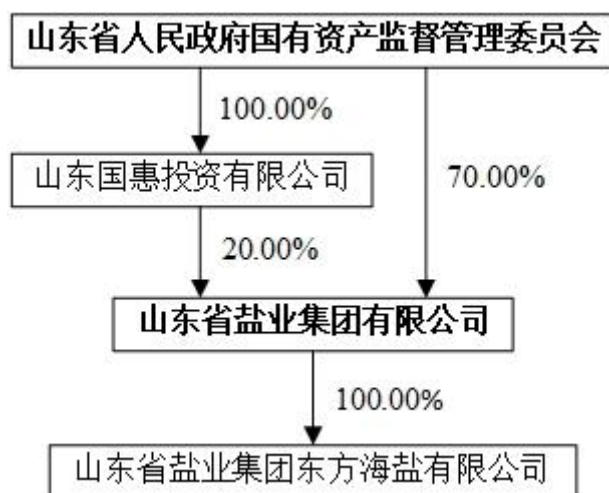 山东省人民政府国有资产监督管理委员会
100.00%
山东国惠投资有限公司
70.00%
20.00%
山东省盐业集团有限公司
100.00%
山东省盐业集团东方海盐有限公司